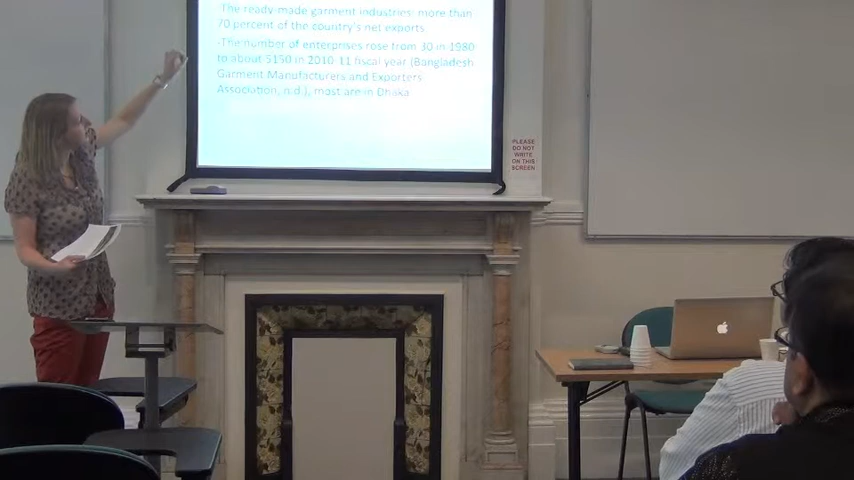 -The ready-made garment industries: more than
70 percent of the country's net exports
-The number of enterprises rose from 30 in 1980
to about 5150 in 2010-11 fiscal year (Bangladesh
Garment Manufacturers and Exporters
Association, n.d.), most are in Dhaka
PLEASE
DO NOT
WRITE
ON THIS
SCREEN